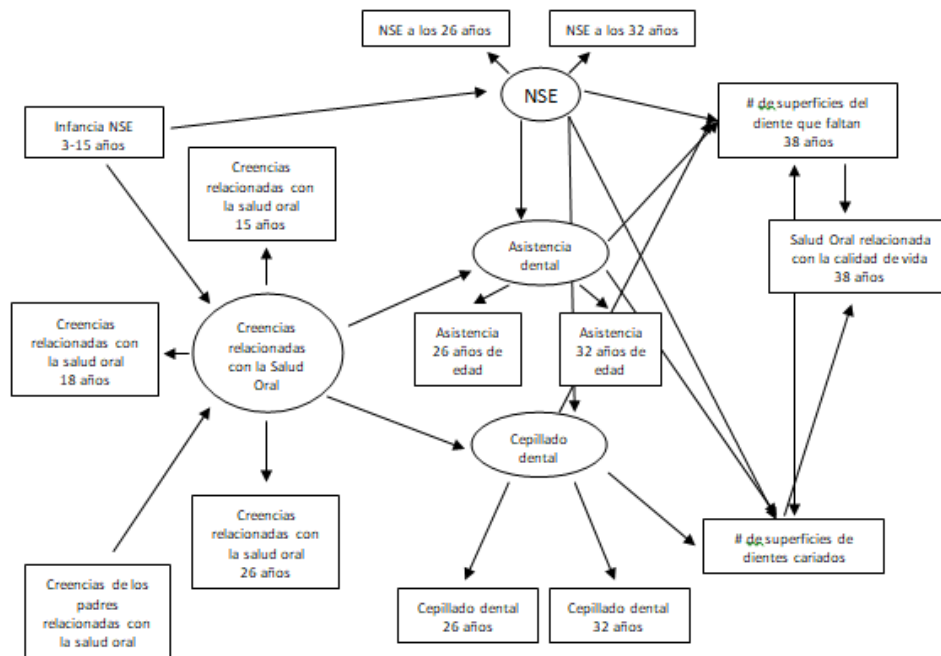 NSE a los 26 años
NSE a los 32 años
NSE
Infancia NSE
3-15 años
# de superficies del
diente que faltan
38 años
Creencias
relacionadas con
la salud oral
15 años
Asistencia
dental
Salud Oral relacionada
con la calidad de vida
38 años
Creencias
relacionadas con
la salud oral
18 años
Creencias
relacionadas
con la Salud
Oral
Asistencia
26 años de
edad
Asistencia
32 años de
edad
Cepillado
dental
Creencias
relacionadas con
la salud oral
26 años
# de superficies de
dientes cariados
Creencias de los
padres
relacionadas con
la salud oral
Cepillado dental
26 años
Cepillado dental
32 años